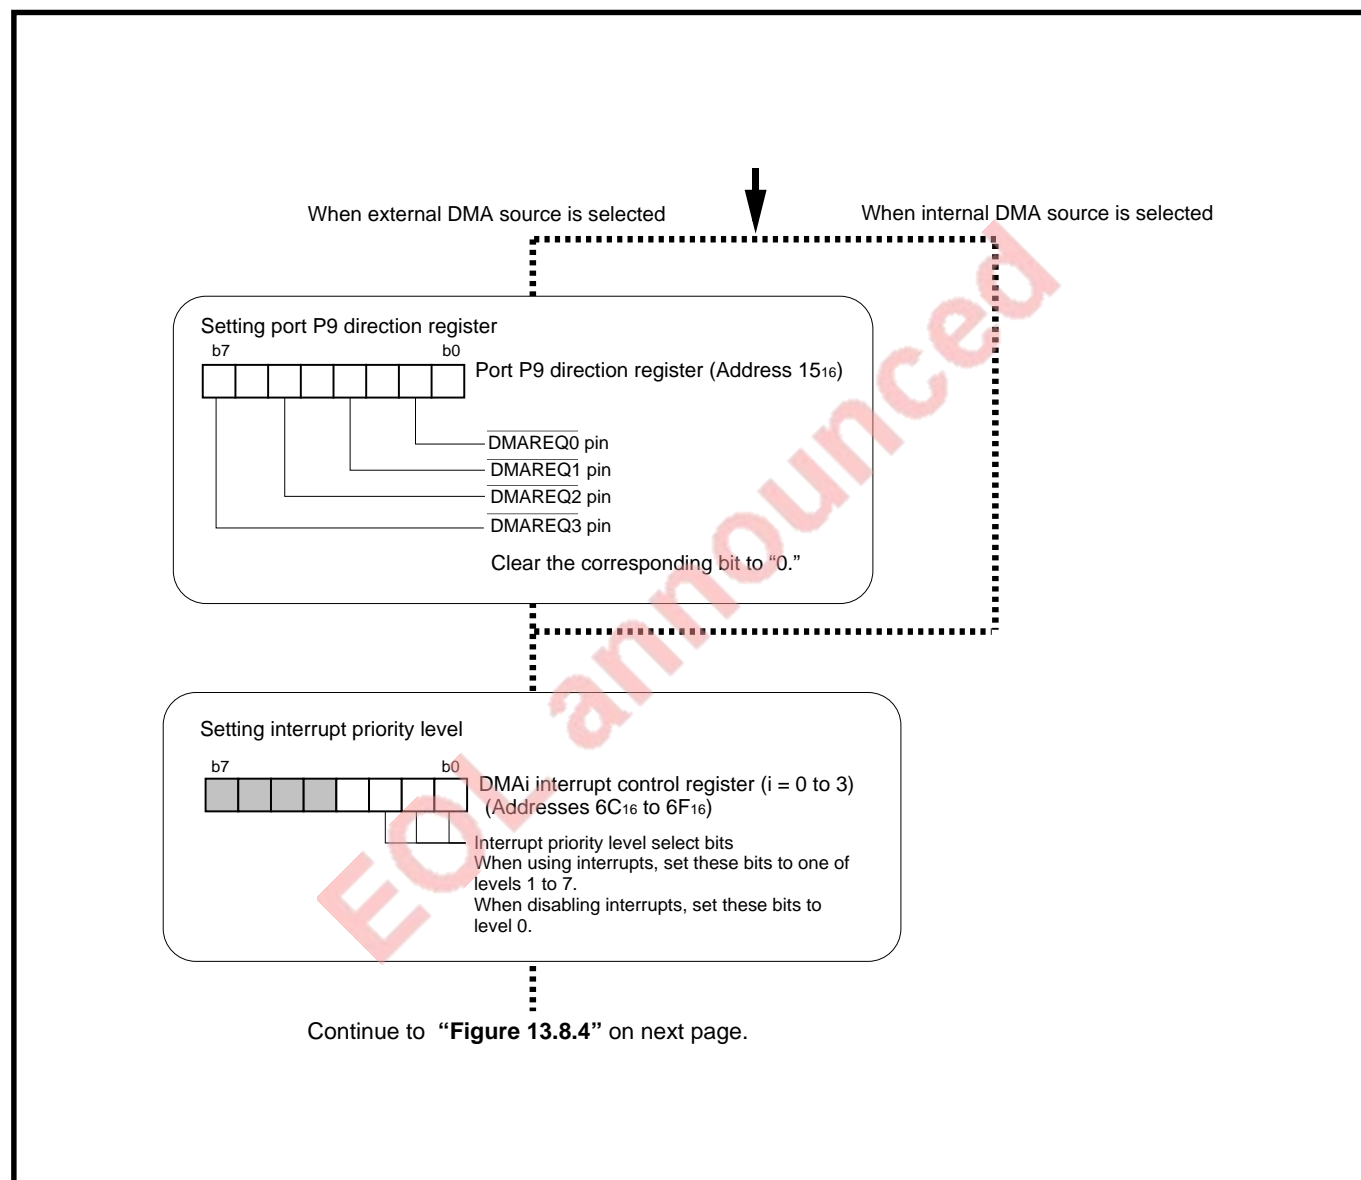 When external DMA source is selected
When internal DMA source is selected
Setting port P9 direction register
b7 b0
Port P9 direction register (Address 15₁₆)
DMAREQ0 pin
DMAREQ1 pin
DMAREQ2 pin
DMAREQ3 pin
Clear the corresponding bit to “0.”
Setting interrupt priority level
b7 b0
DMAi interrupt control register (i = 0 to 3)
(Addresses 6C₁₆ to 6F₁₆)
Interrupt priority level select bits
When using interrupts, set these bits to one of
levels 1 to 7.
When disabling interrupts, set these bits to
level 0.
Continue to “Figure 13.8.4” on next page.
EOL announced